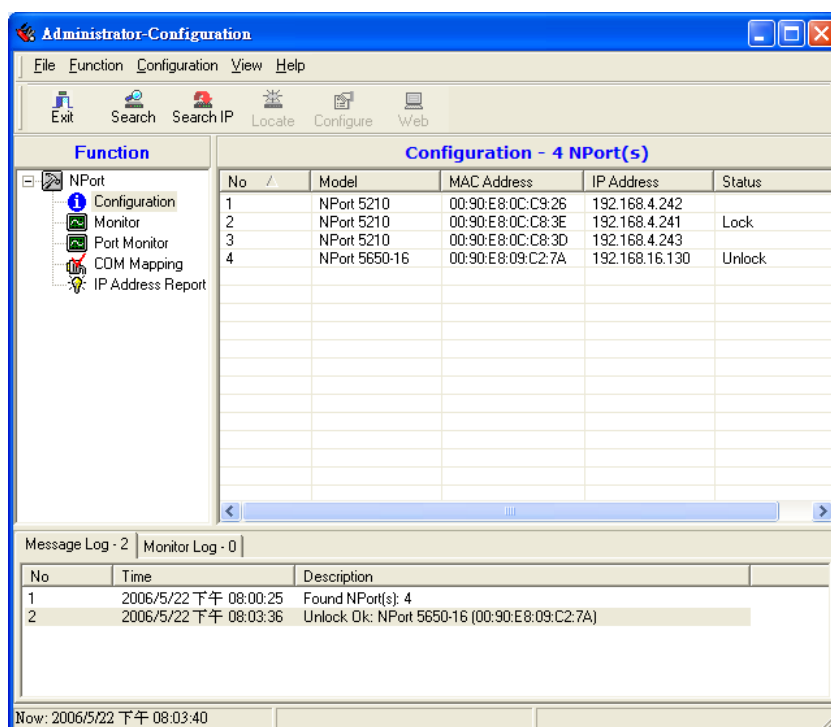 Administrator-Configuration
File Function Configuration View Help
Exit Search Search IP Locate Configure Web
Function
Configuration - 4 NPort(s)
NPort
Configuration
Monitor
Port Monitor
COM Mapping
IP Address Report
No Model MAC Address IP Address Status
1 NPort 5210 00:90:E8:0C:C9:26 192.168.4.242
2 NPort 5210 00:90:E8:0C:C8:3E 192.168.4.241 Lock
3 NPort 5210 00:90:E8:0C:C8:3D 192.168.4.243
4 NPort 5650-16 00:90:E8:09:C2:7A 192.168.16.130 Unlock
Message Log - 2 Monitor Log - 0
No Time Description
1 2006/5/22 下午 08:00:25 Found NPort(s): 4
2 2006/5/22 下午 08:03:36 Unlock Ok: NPort 5650-16 (00:90:E8:09:C2:7A)
Now: 2006/5/22 下午 08:03:40